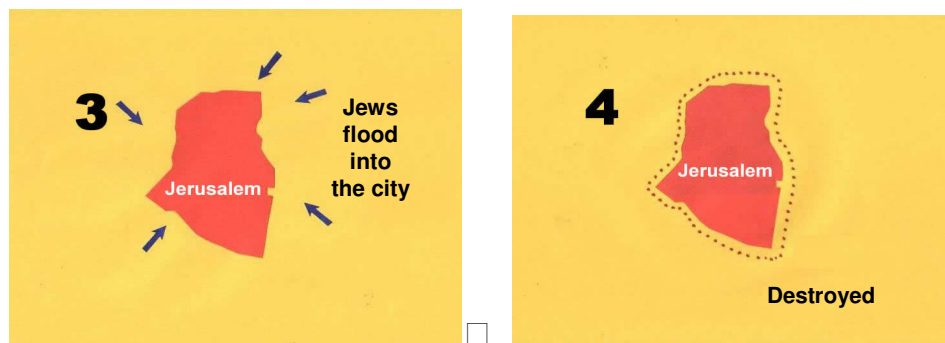 3
Jews
flood
into
the city
Jerusalem
4
Jerusalem
Destroyed